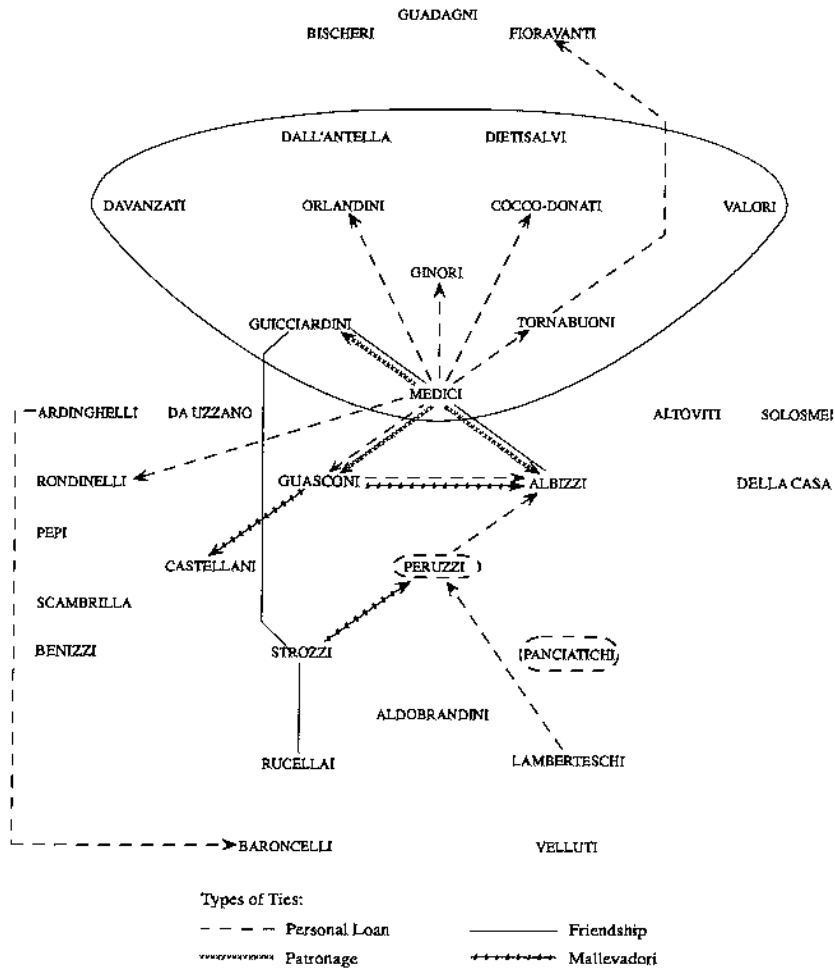 GUADAGNI
BISCHERI FIORAVANTI
DALL'ANTELLA DIETISALVI
DAVANZATI ORLANDINI COCCO-DONATI VALORI
GINORI
GUICCIARDINI TORNABUONI
MEDICI
ARDINGHELLI DA UZZANO ALTOVITI SOLOSMEI
RONDINELLI GUASCONI ALBIZZI DELLA CASA
PEPI
CASTELLANI PERUZZI
SCAMBRILLA
BENIZZI STROZZI PANCIATICHI
ALDOBRANDINI
RUCELLAI LAMBERTESCHI
BARONCELLI VELLUTI
Types of Ties:
Personal Loan Friendship
Patronage Mallevadori